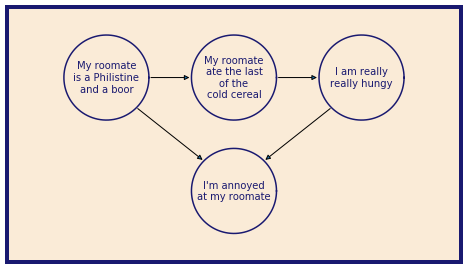 My roomate
is a Philistine
and a boor
My roomate
ate the last
of the
cold cereal
I am really
really hungy
I'm annoyed
at my roomate